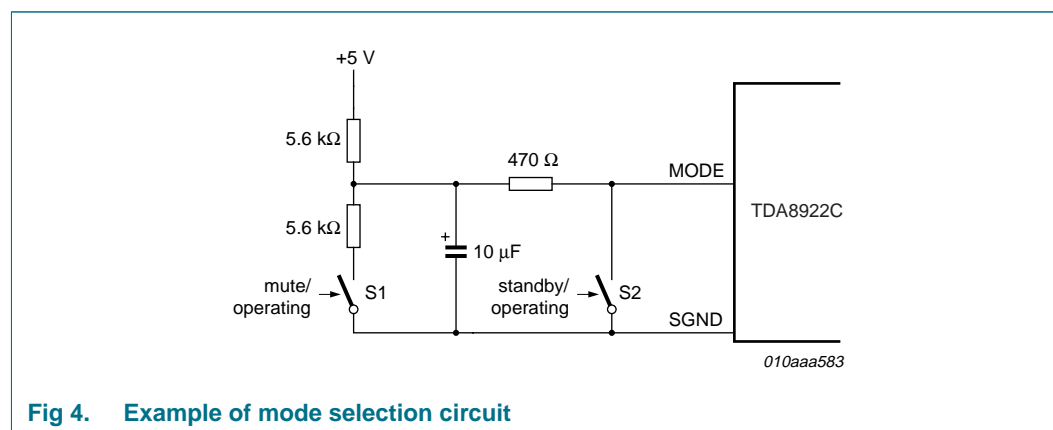 +5 V
5.6 kΩ
470 Ω
MODE
TDA8922C
5.6 kΩ
+
10 μF
mute/
operating
S1
standby/
operating
S2
SGND
010aaa583
Fig 4. Example of mode selection circuit